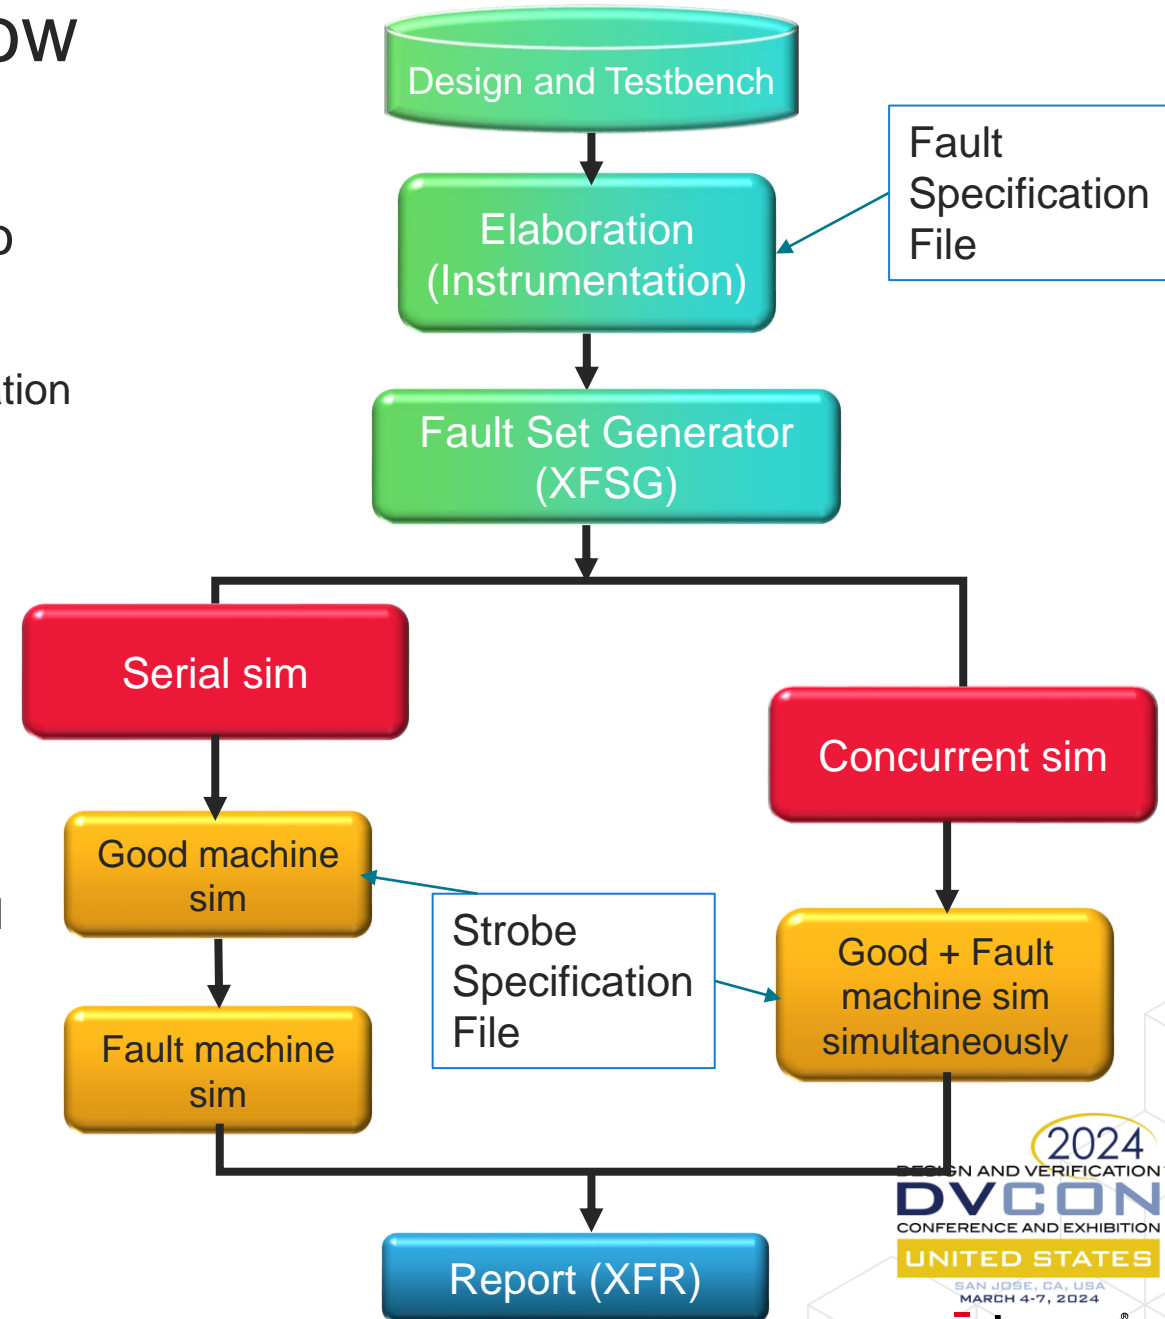 Design and Testbench
Fault
Specification
File
Elaboration
(Instrumentation)
Fault Set Generator
(XFSG)
Serial sim
Concurrent sim
Good machine
sim
Strobe
Specification
File
Good + Fault
machine sim
simultaneously
Fault machine
sim
Report (XFR)
2024
DESIGN AND VERIFICATION
DVCON
CONFERENCE AND EXHIBITION
UNITED STATES
SAN JOSE, CA, USA
MARCH 4-7, 2024